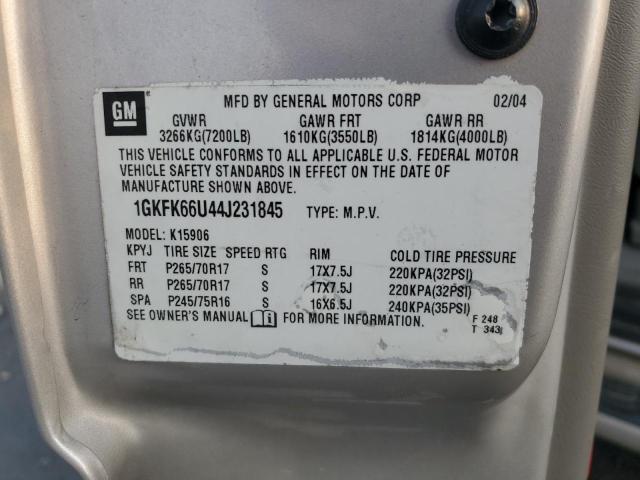 GM
MFD BY GENERAL MOTORS CORP 02/04
GVWR GAWR FRT GAWR RR
3266KG(7200LB) 1610KG(3550LB) 1814KG(4000LB)
THIS VEHICLE CONFORMS TO ALL APPLICABLE U.S. FEDERAL MOTOR
VEHICLE SAFETY STANDARDS IN EFFECT ON THE DATE OF
MANUFACTURE SHOWN ABOVE.
1GKFK66U44J231845 TYPE: M.P.V.
MODEL: K15906
KPYJ TIRE SIZE SPEED RTG RIM COLD TIRE PRESSURE
FRT P265/70R17 S 17X7.5J 220KPA(32PSI)
RR P265/70R17 S 17X7.5J 220KPA(32PSI)
SPA P245/75R16 S 16X6.5J 240KPA(35PSI)
SEE OWNER'S MANUAL FOR MORE INFORMATION. F 248
T 343